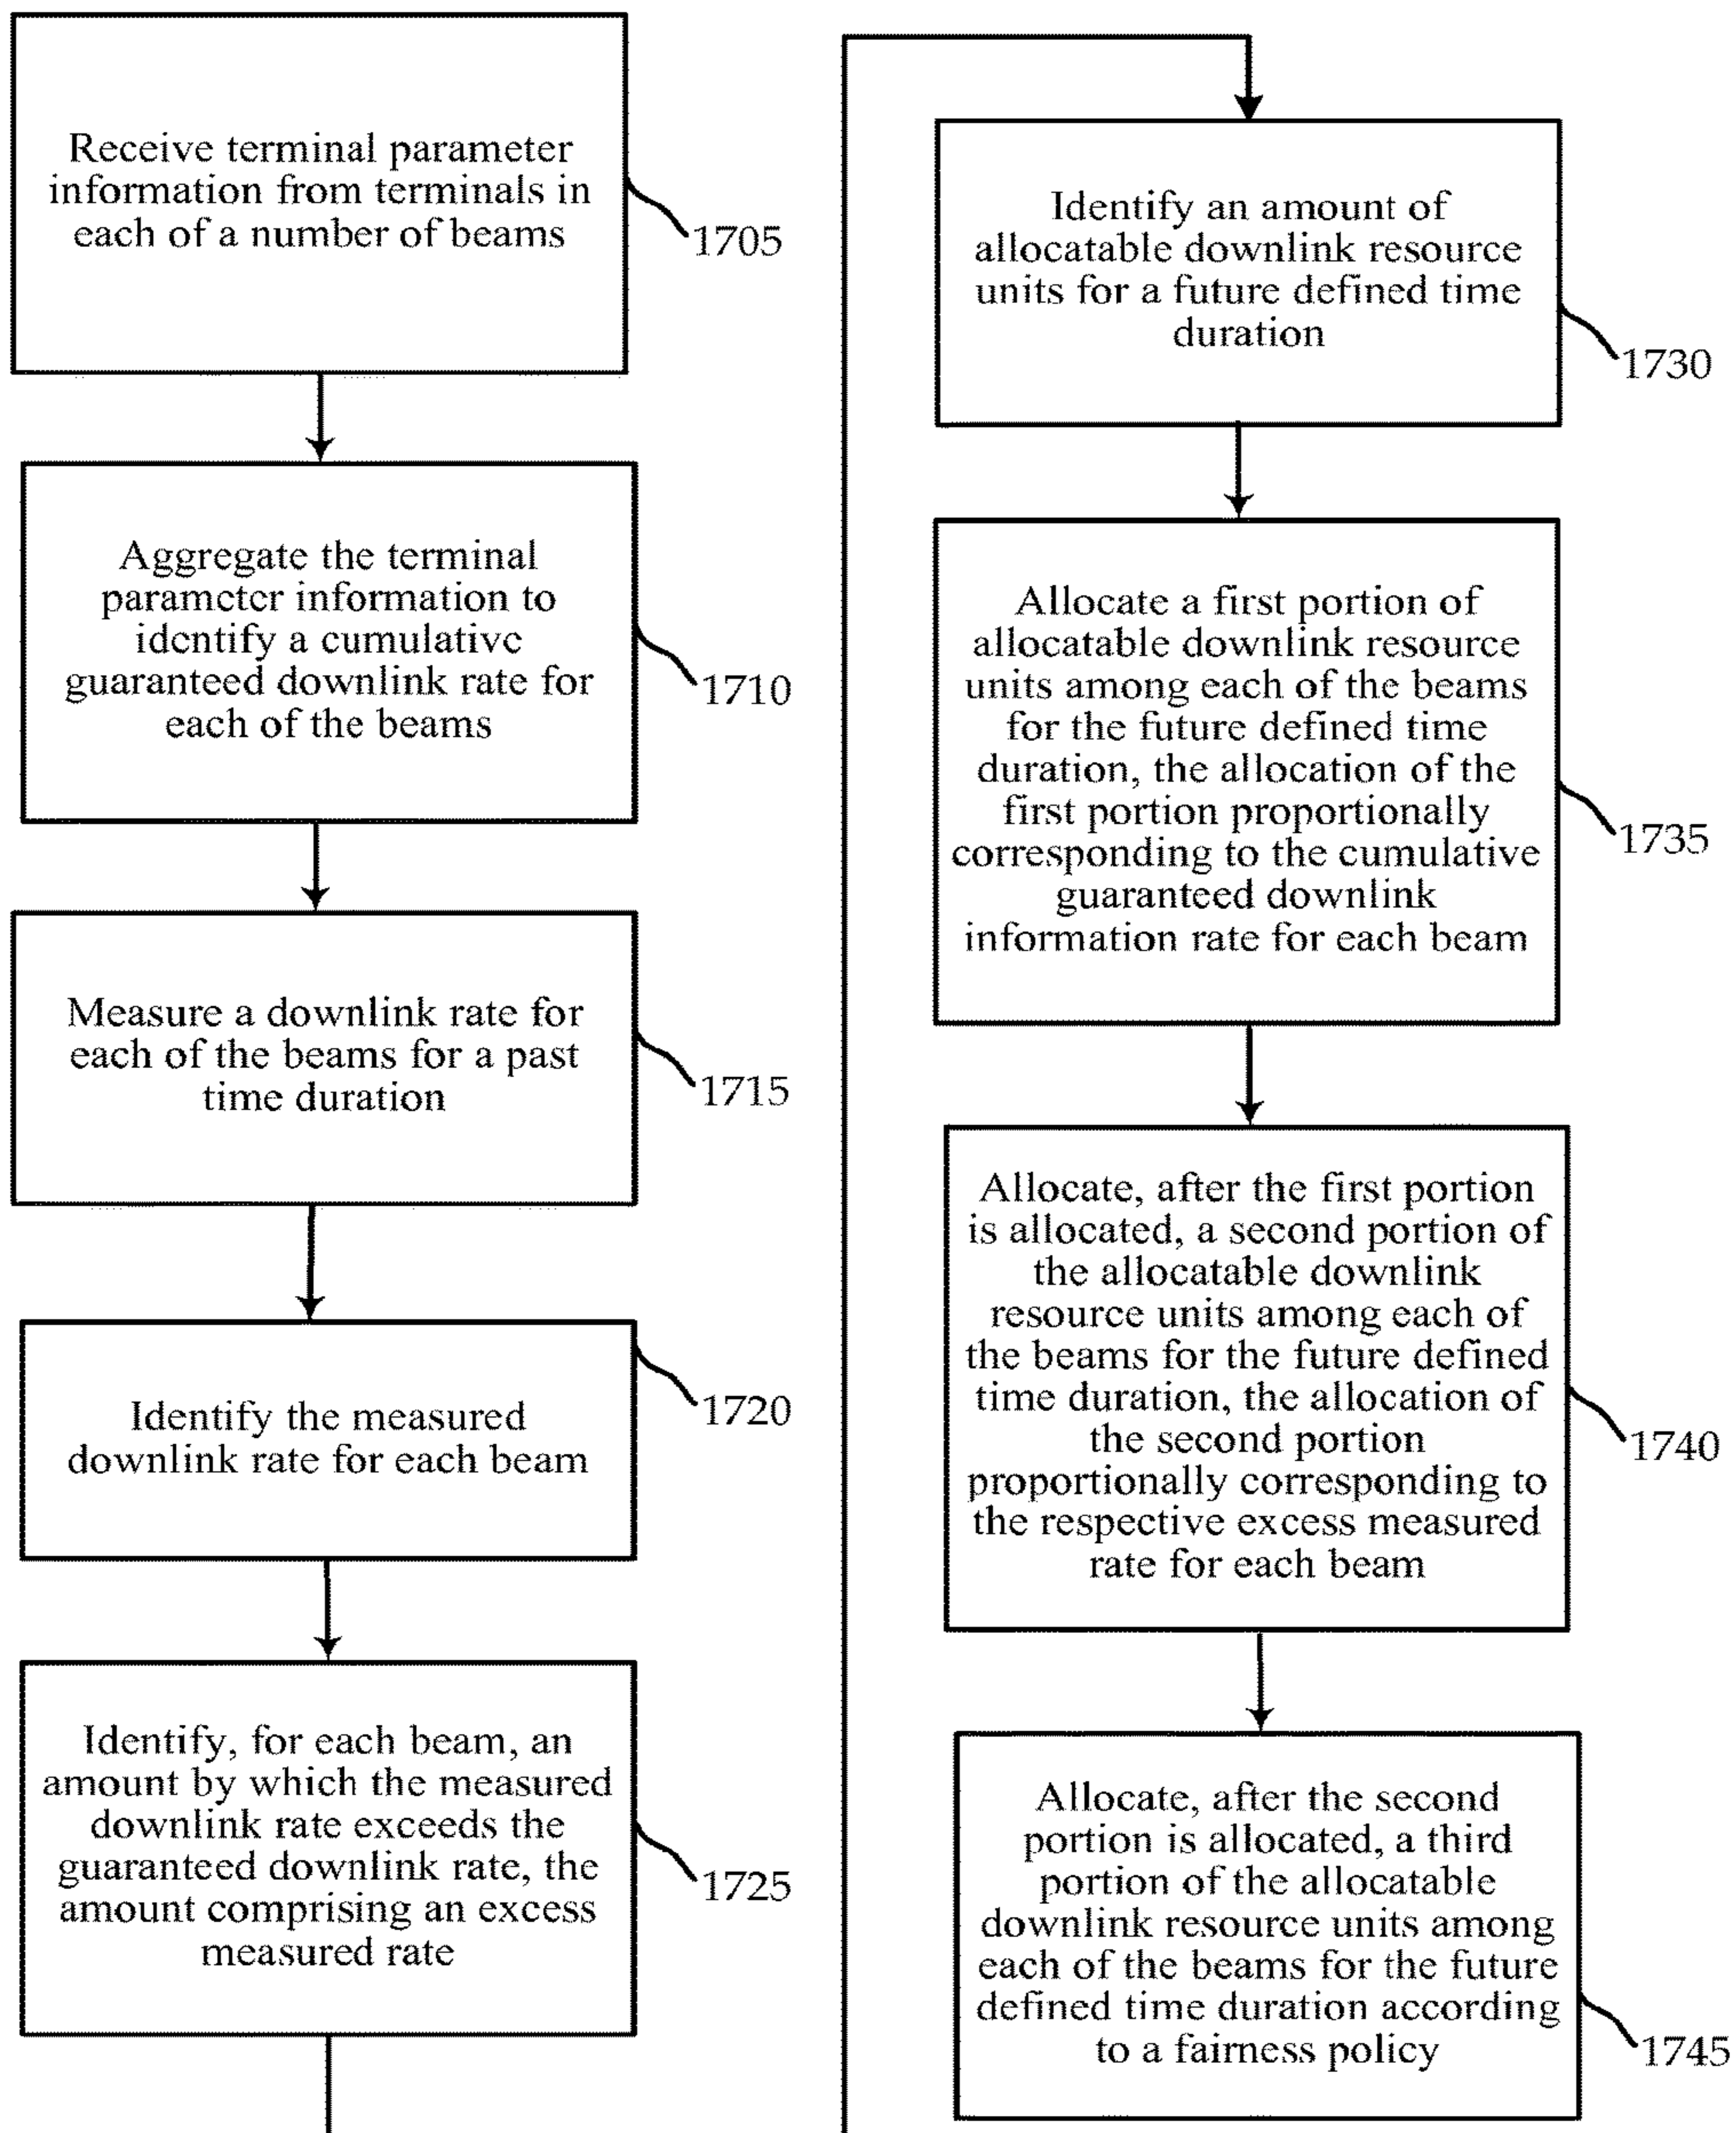 Receive terminal parameter
information from terminals in
each of a number of beams
1705
Aggregate the terminal
parameter information to
identify a cumulative
guaranteed downlink rate for
each of the beams
1710
Measure a downlink rate for
each of the beams for a past
time duration
1715
Identify the measured
downlink rate for each beam
1720
Identify, for each beam, an
amount by which the measured
downlink rate exceeds the
guaranteed downlink rate, the
amount comprising an excess
measured rate
1725
Identify an amount of
allocatable downlink resource
units for a future defined time
duration
1730
Allocate a first portion of
allocatable downlink resource
units among each of the beams
for the future defined time
duration, the allocation of the
first portion proportionally
corresponding to the cumulative
guaranteed downlink
information rate for each beam
1735
Allocate, after the first portion
is allocated, a second portion of
the allocatable downlink
resource units among each of
the beams for the future defined
time duration, the allocation of
the second portion
proportionally corresponding to
the respective excess measured
rate for each beam
1740
Allocate, after the second
portion is allocated, a third
portion of the allocatable
downlink resource units among
each of the beams for the future
defined time duration according
to a fairness policy
1745